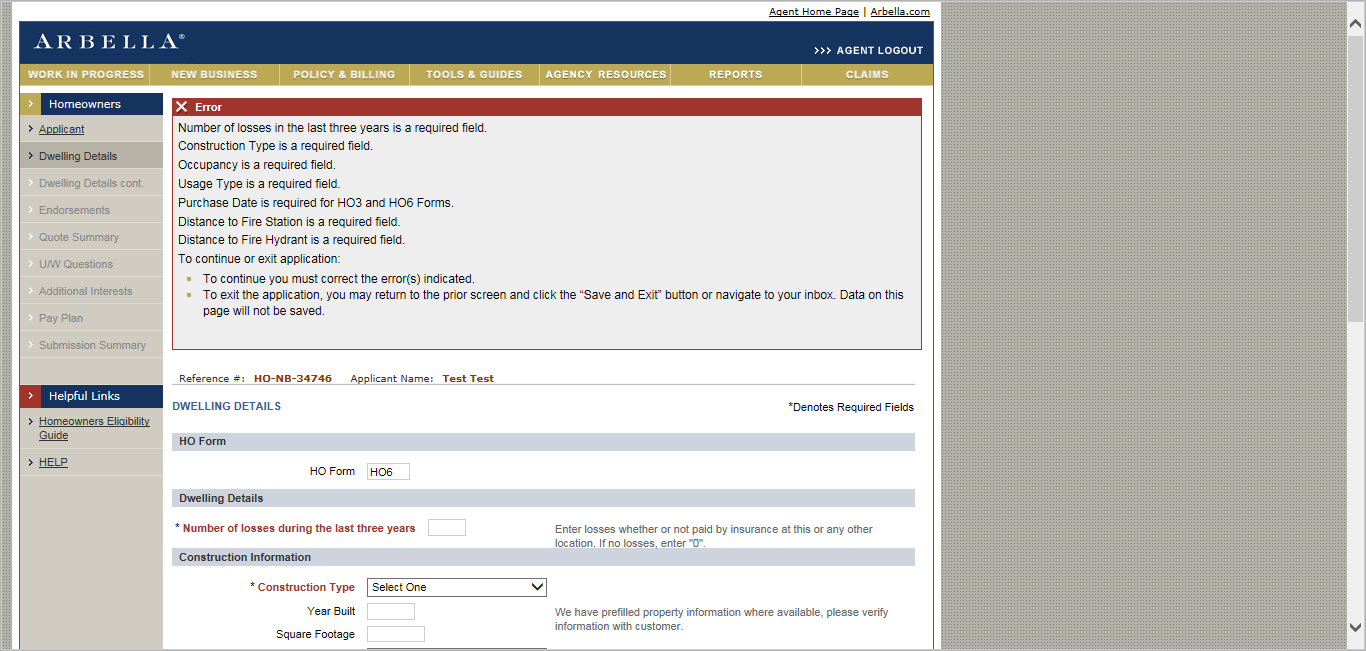 Agent Home Page | Arbella.com
ARBELLA®
>>> AGENT LOGOUT
WORK IN PROGRESS NEW BUSINESS POLICY & BILLING TOOLS & GUIDES AGENCY RESOURCES REPORTS CLAIMS
Homeowners
Applicant
Dwelling Details
Dwelling Details cont.
Endorsements
Quote Summary
U/W Questions
Additional Interests
Pay Plan
Submission Summary
Helpful Links
Homeowners Eligibility
Guide
HELP
Error
Number of losses in the last three years is a required field.
Construction Type is a required field.
Occupancy is a required field.
Usage Type is a required field.
Purchase Date is required for HO3 and HO6 Forms.
Distance to Fire Station is a required field.
Distance to Fire Hydrant is a required field.
To continue or exit application:
To continue you must correct the error(s) indicated.
To exit the application, you may return to the prior screen and click the “Save and Exit” button or navigate to your inbox. Data on
this page will not be saved.
Reference #: HO-NB-34746 Applicant Name: Test Test
DWELLING DETAILS
*Denotes Required Fields
HO Form
HO Form HO6
Dwelling Details
* Number of losses during the last three years
Enter losses whether or not paid by insurance at this or any other
location. If no losses, enter "0".
Construction Information
* Construction Type Select One
Year Built
We have prefilled property information where available, please verify
information with customer.
Square Footage